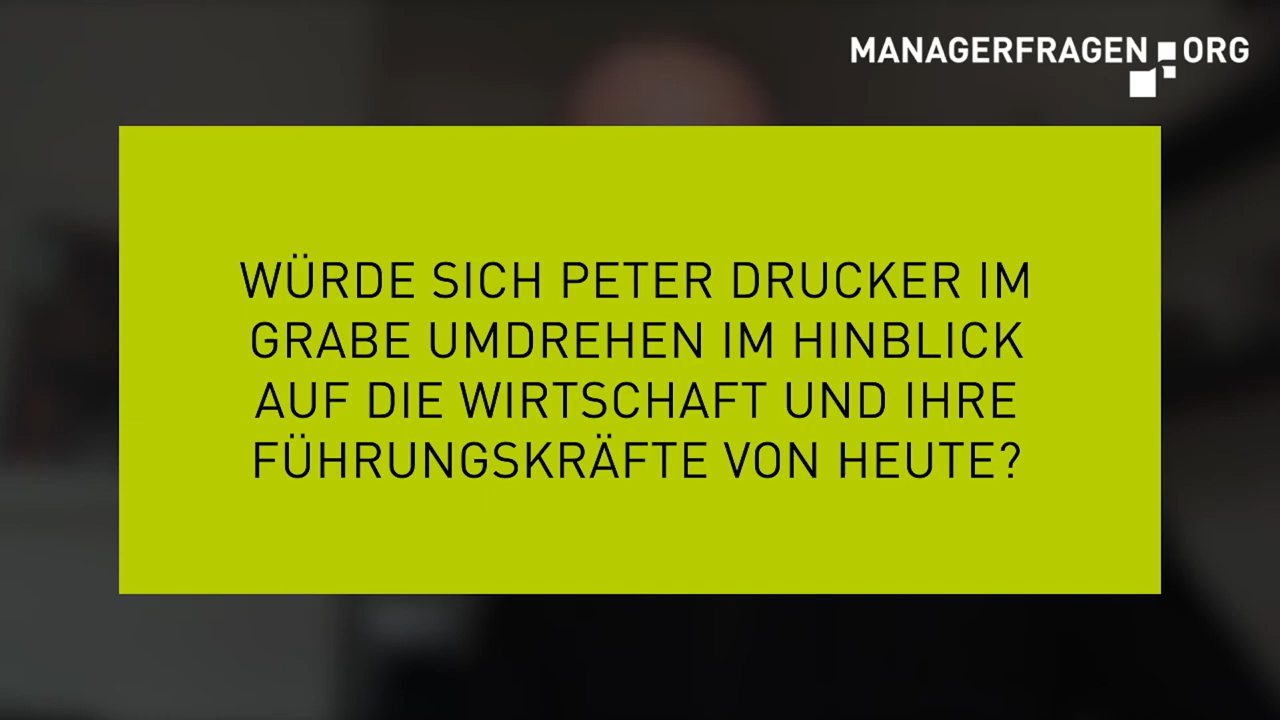 MANAGERFRAGEN.ORG
WÜRDE SICH PETER DRUCKER IM
GRABE UMDREHEN IM HINBLICK
AUF DIE WIRTSCHAFT UND IHRE
FÜHRUNGSKRÄFTE VON HEUTE?